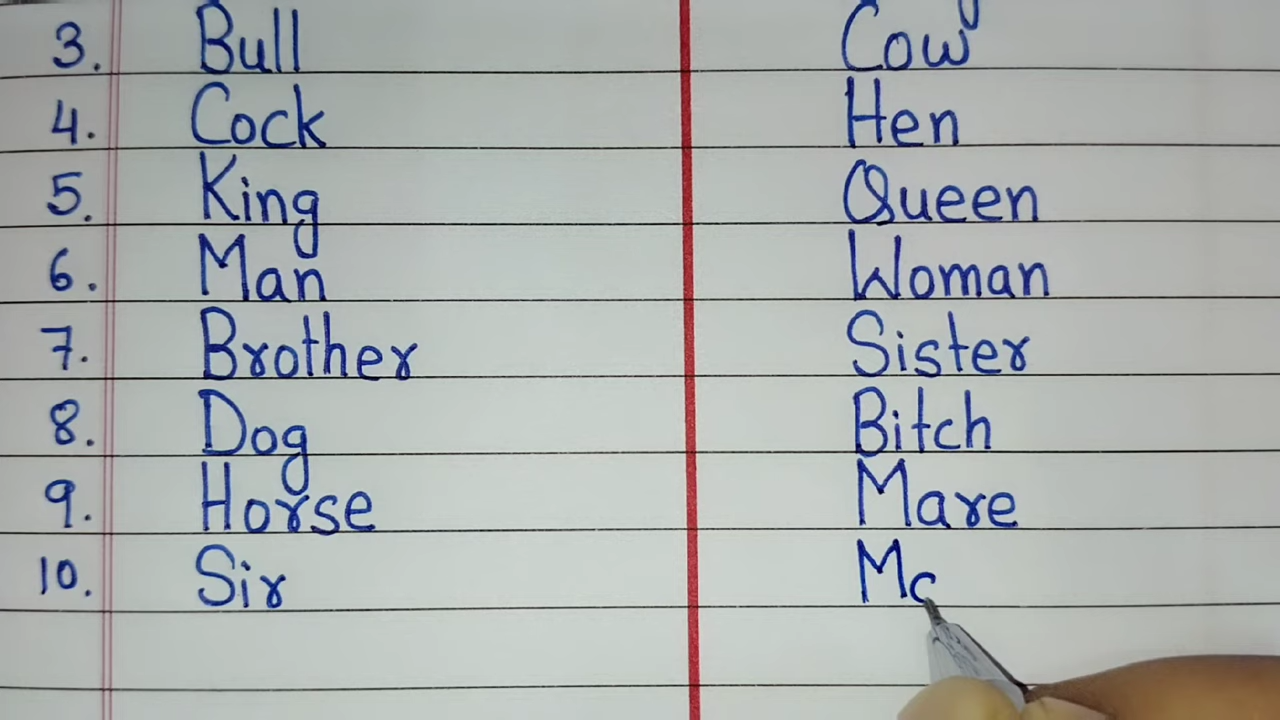 3. Bull Cow
4. Cock Hen
5. King Queen
6. Man Woman
7. Brother Sister
8. Dog Bitch
9. Horse Mare
10. Sir